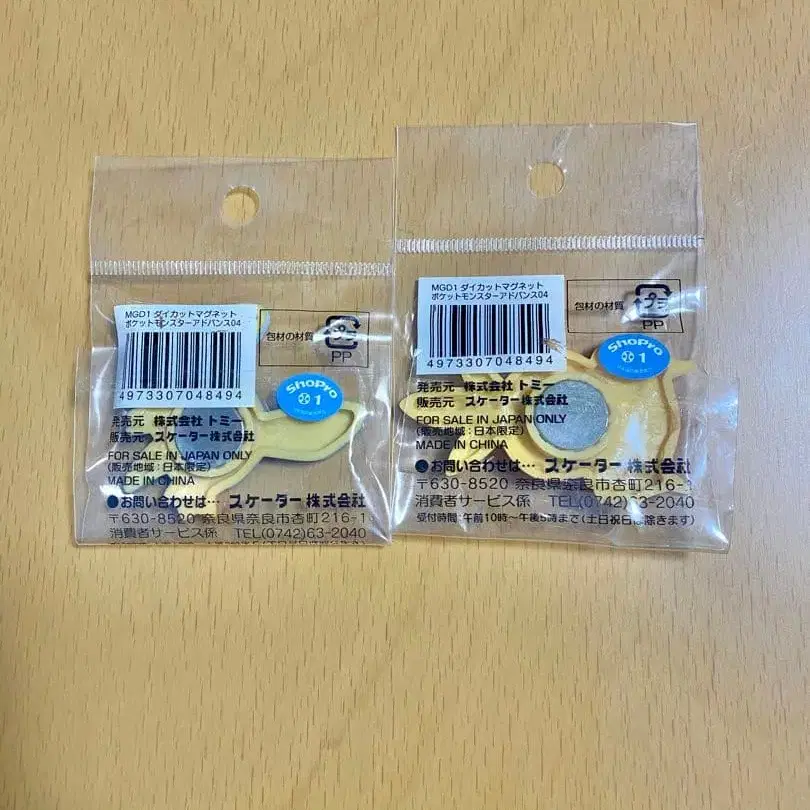 MGD1 ダイカットマグネット
ポケットモンスターアドバンス04
4973307048494
包材の材質
プラ
PP
ShoPro
1
発売元 株式会社 トミー
販売元 スケーター株式会社
FOR SALE IN JAPAN ONLY
(販売地域:日本限定)
MADE IN CHINA
●お問い合わせは… スケーター株式会社
〒630-8520 奈良県奈良市杏町216-1
消費者サービス係 TEL(0742)63-2040
MGD1 ダイカットマグネット
ポケットモンスターアドバンス04
4973307048494
包材の材質
プラ
PP
ShoPro
1
発売元 株式会社 トミー
販売元 スケーター株式会社
FOR SALE IN JAPAN ONLY
(販売地域:日本限定)
MADE IN CHINA
●お問い合わせは… スケーター株式会社
〒630-8520 奈良県奈良市杏町216-1
消費者サービス係 TEL(0742)63-2040
受付時間:午前10時〜午後5時まで(土日祝日は除きます)